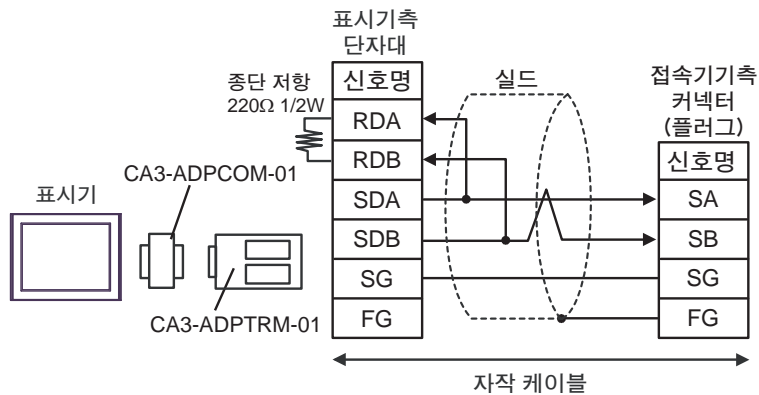 표시기측
단자대
종단 저항
220Ω 1/2W
신호명
RDA
RDB
SDA
SDB
SG
FG
실드
접속기기측
커넥터
(플러그)
신호명
SA
SB
SG
FG
표시기
CA3-ADPCOM-01
CA3-ADPTRM-01
자작 케이블